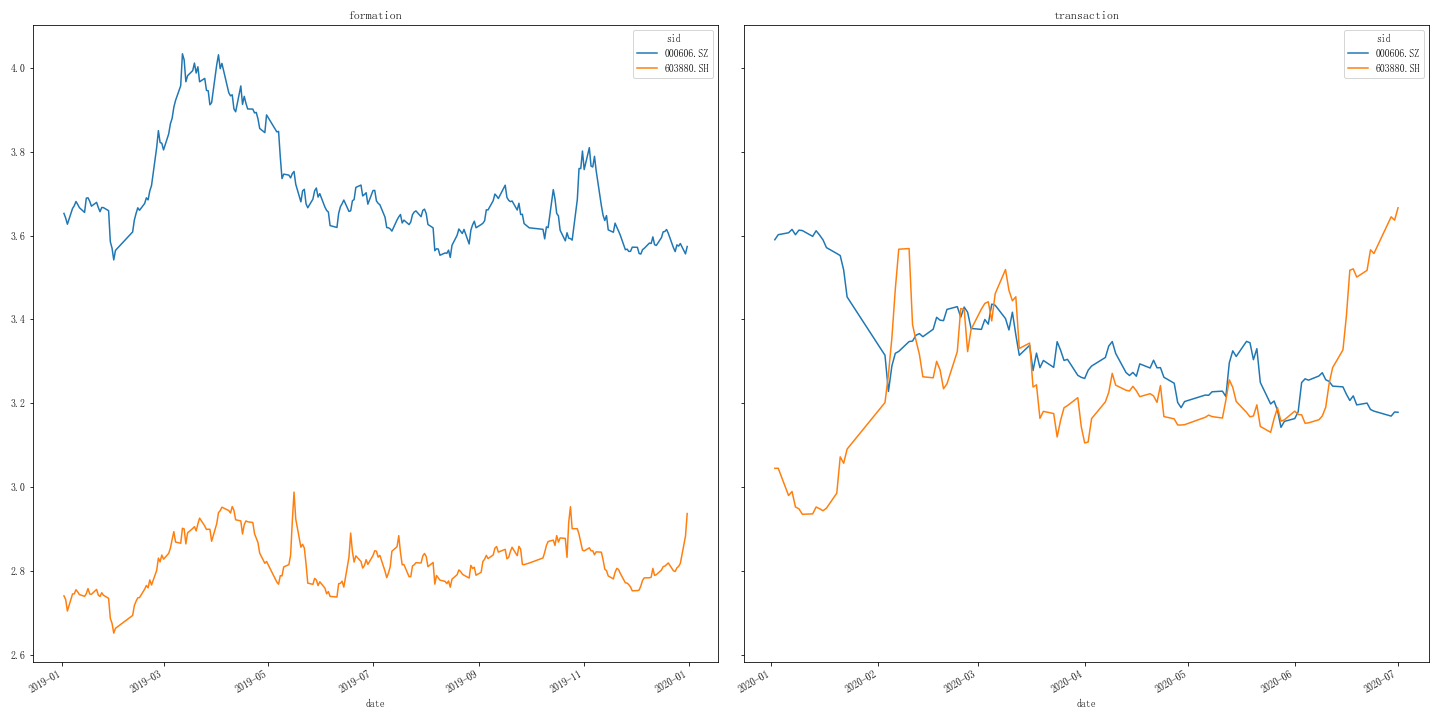 formation
sid
000606.SZ
603880.SH
4.0
3.8
3.6
3.4
3.2
3.0
2.8
2.6
2019-01
2019-03
2019-05
2019-07
2019-09
2019-11
2020-01
date
transaction
sid
000606.SZ
603880.SH
2020-01
2020-02
2020-03
2020-04
2020-05
2020-06
2020-07
date